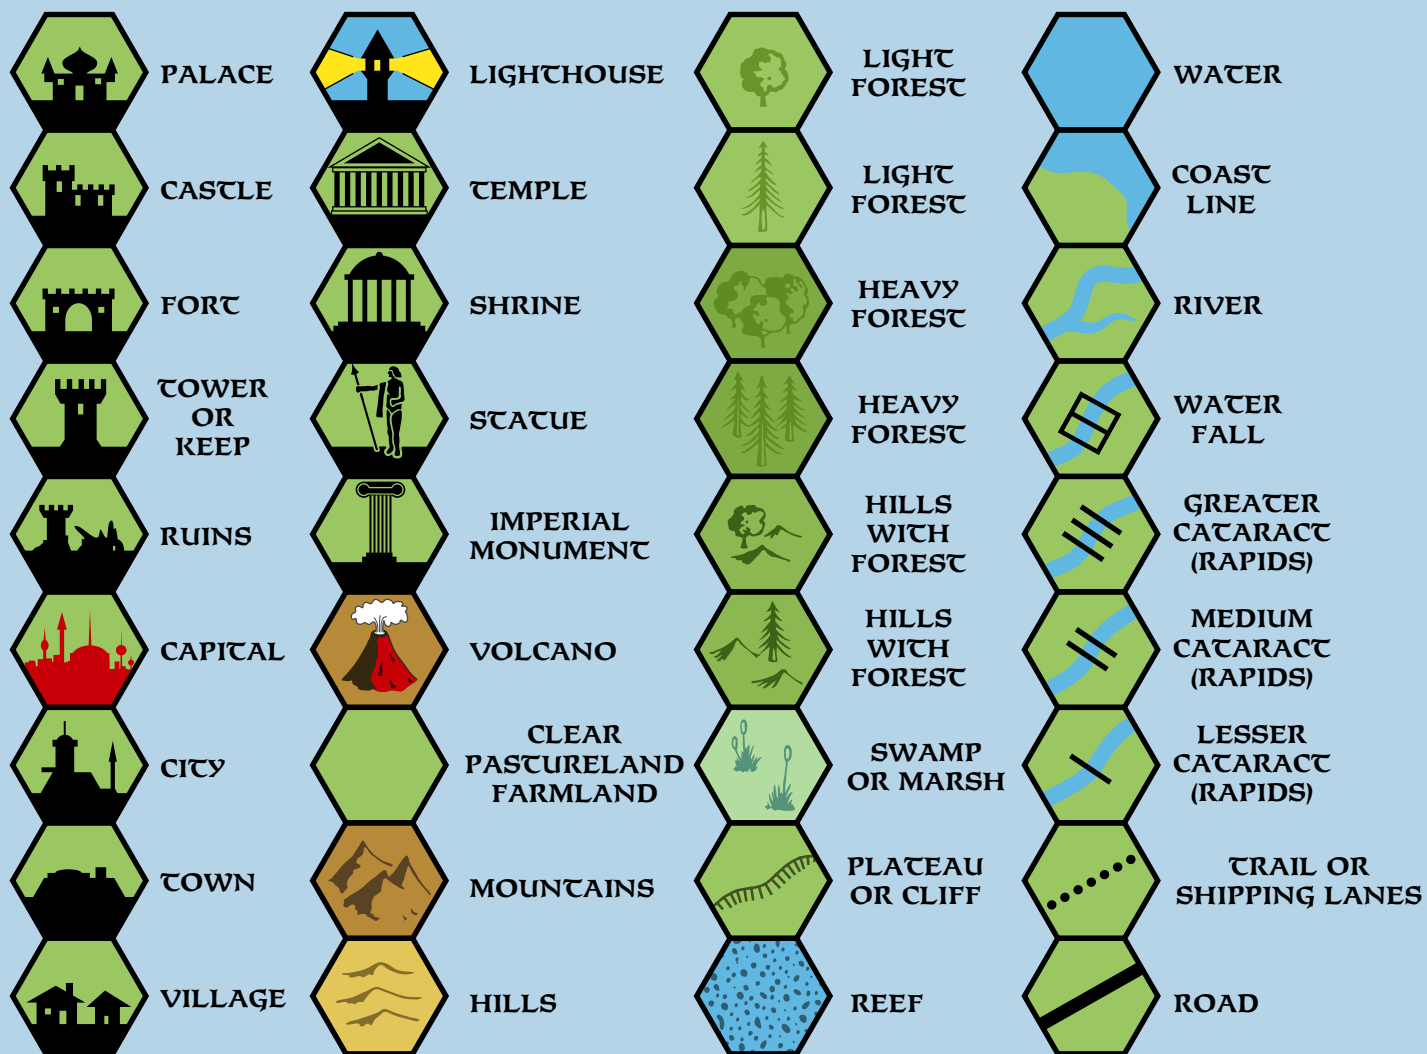 PALACE
CASTLE
FORT
TOWER
OR
KEEP
RUINS
CAPITAL
CITY
TOWN
VILLAGE
LIGHTHOUSE
TEMPLE
SHRINE
STATUE
IMPERIAL
MONUMENT
VOLCANO
CLEAR
PASTURELAND
FARMLAND
MOUNTAINS
HILLS
LIGHT
FOREST
LIGHT
FOREST
HEAVY
FOREST
HEAVY
FOREST
HILLS
WITH
FOREST
HILLS
WITH
FOREST
SWAMP
OR MARSH
PLATEAU
OR CLIFF
REEF
WATER
COAST
LINE
RIVER
WATER
FALL
GREATER
CATARACT
(RAPIDS)
MEDIUM
CATARACT
(RAPIDS)
LESSER
CATARACT
(RAPIDS)
TRAIL OR
SHIPPING LANES
ROAD